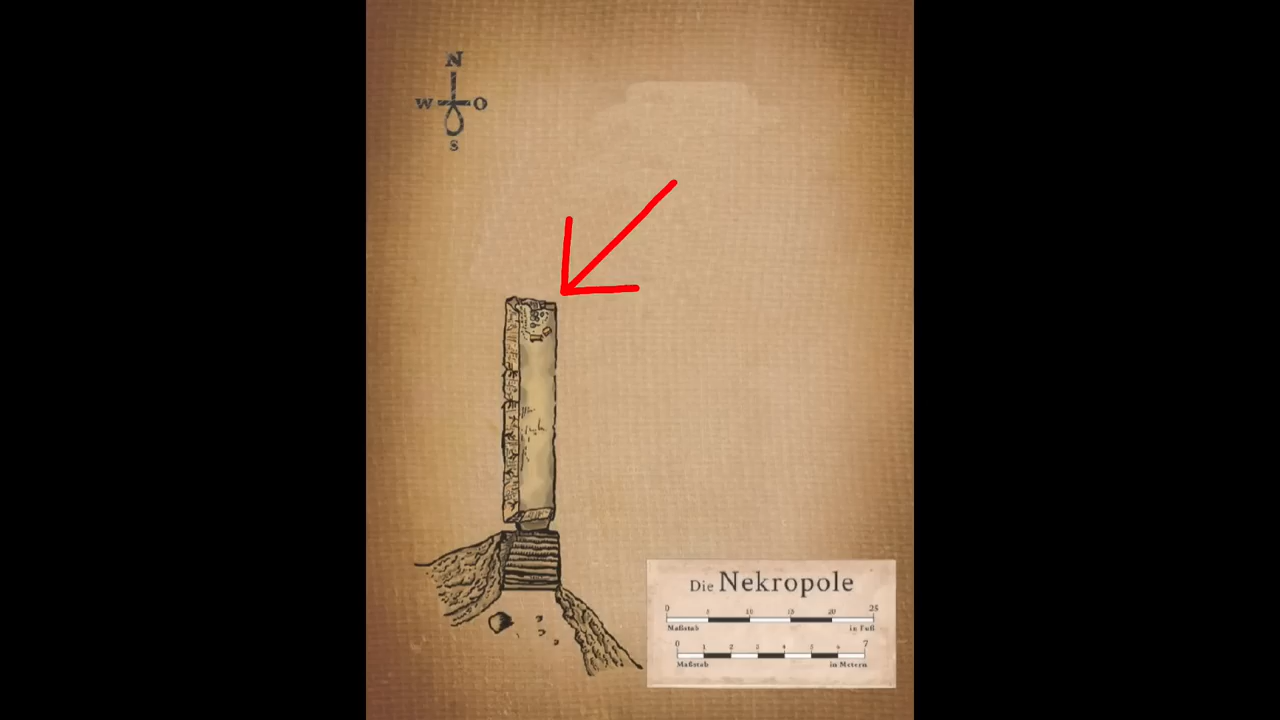 N
W O
S
Die Nekropole
0 5 10 15 20 25
Maßstab in Fuß
0 1 2 3 4 5 6 7
Maßstab in Metern